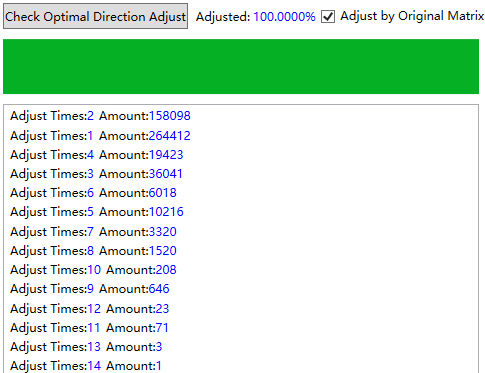 Check Optimal Direction Adjust Adjusted: 100.0000% Adjust by Original Matrix
Adjust Times:2 Amount:158098
Adjust Times:1 Amount:264412
Adjust Times:4 Amount:19423
Adjust Times:3 Amount:36041
Adjust Times:6 Amount:6018
Adjust Times:5 Amount:10216
Adjust Times:7 Amount:3320
Adjust Times:8 Amount:1520
Adjust Times:10 Amount:208
Adjust Times:9 Amount:646
Adjust Times:12 Amount:23
Adjust Times:11 Amount:71
Adjust Times:13 Amount:3
Adjust Times:14 Amount:1